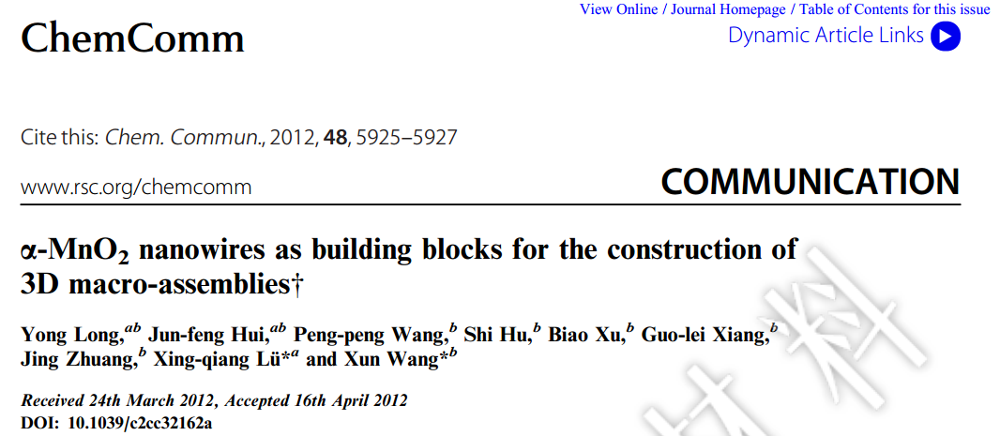 View Online / Journal Homepage / Table of Contents for this issue
ChemComm
Dynamic Article Links
Cite this: Chem. Commun., 2012, 48, 5925–5927
www.rsc.org/chemcomm
COMMUNICATION
α-MnO₂ nanowires as building blocks for the construction of
3D macro-assemblies†
Yong Long,ᵃᵇ Jun-feng Hui,ᵃᵇ Peng-peng Wang,ᵇ Shi Hu,ᵇ Biao Xu,ᵇ Guo-lei Xiang,ᵇ
Jing Zhuang,ᵇ Xing-qiang Lü*ᵃ and Xun Wang*ᵇ
Received 24th March 2012, Accepted 16th April 2012
DOI: 10.1039/c2cc32162a
材料